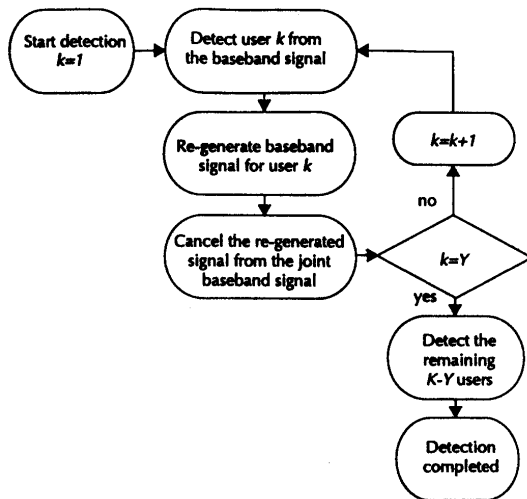 Start detection
k=1
Detect user k from
the baseband signal
Re-generate baseband
signal for user k
Cancel the re-generated
signal from the joint
baseband signal
k=k+1
no
k=Y
yes
Detect the
remaining
K-Y users
Detection
completed